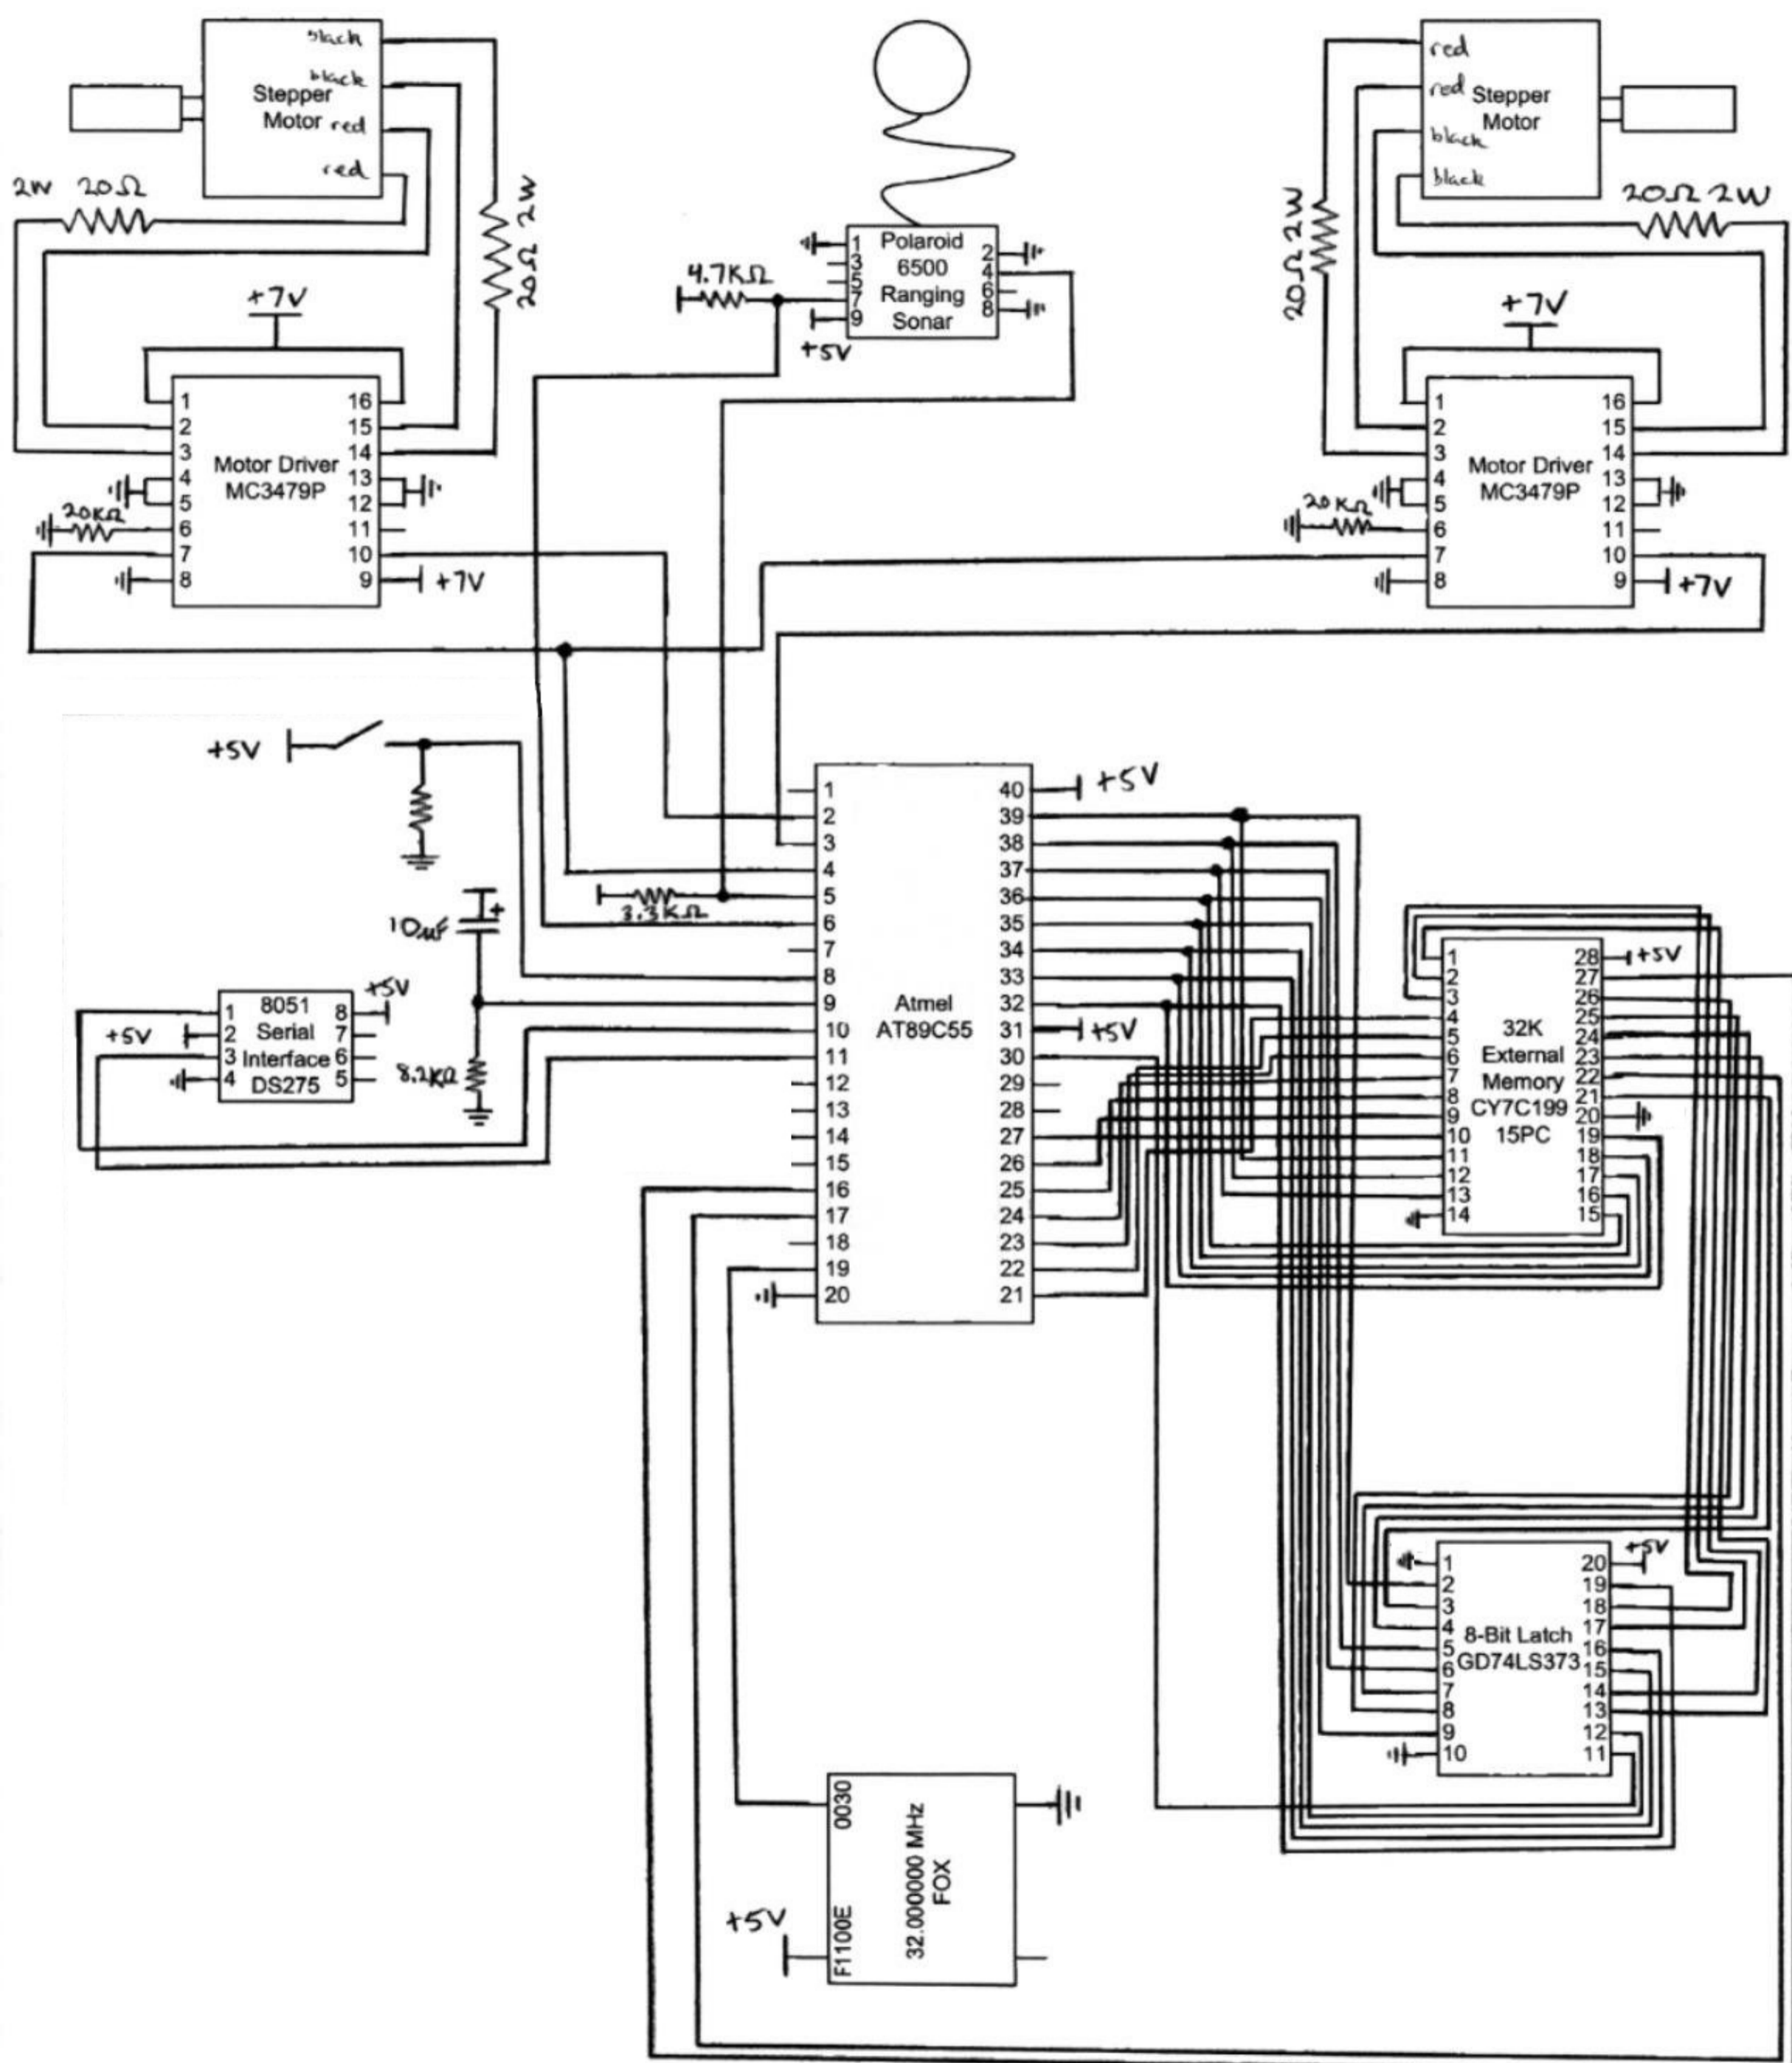 black
black
Stepper
Motor
red
red
2W 20Ω
20Ω 2W
+7V
1
2
3
4
5
6
7
8
Motor Driver
MC3479P
16
15
14
13
12
11
10
9
20KΩ
+7V
Polaroid
6500
Ranging
Sonar
1
3
5
7
9
2
4
6
8
4.7KΩ
+5V
red
red
Stepper
Motor
black
black
20Ω 2W
20Ω 2W
+7V
1
2
3
4
5
6
7
8
Motor Driver
MC3479P
16
15
14
13
12
11
10
9
20KΩ
+7V
+5V
10uF
+
8.2KΩ
3.3KΩ
1
2
3
4
8051
Serial
Interface
DS275
8
7
6
5
+5V
+5V
1
2
3
4
5
6
7
8
9
10
11
12
13
14
15
16
17
18
19
20
Atmel
AT89C55
40
39
38
37
36
35
34
33
32
31
30
29
28
27
26
25
24
23
22
21
+5V
+5V
1
2
3
4
5
6
7
8
9
10
11
12
13
14
32K
External
Memory
CY7C199
15PC
28
27
26
25
24
23
22
21
20
19
18
17
16
15
+5V
1
2
3
4
5
6
7
8
9
10
8-Bit Latch
GD74LS373
20
19
18
17
16
15
14
13
12
11
+5V
0030
F1100E
32.000000 MHz
FOX
+5V